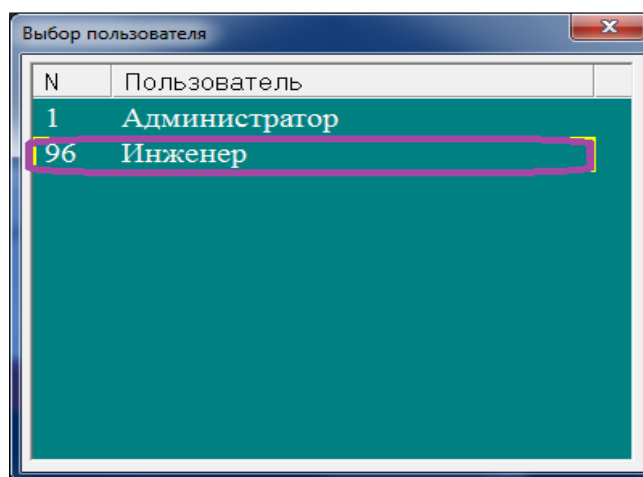 Выбор пользователя
N Пользователь
1 Администратор
96 Инженер